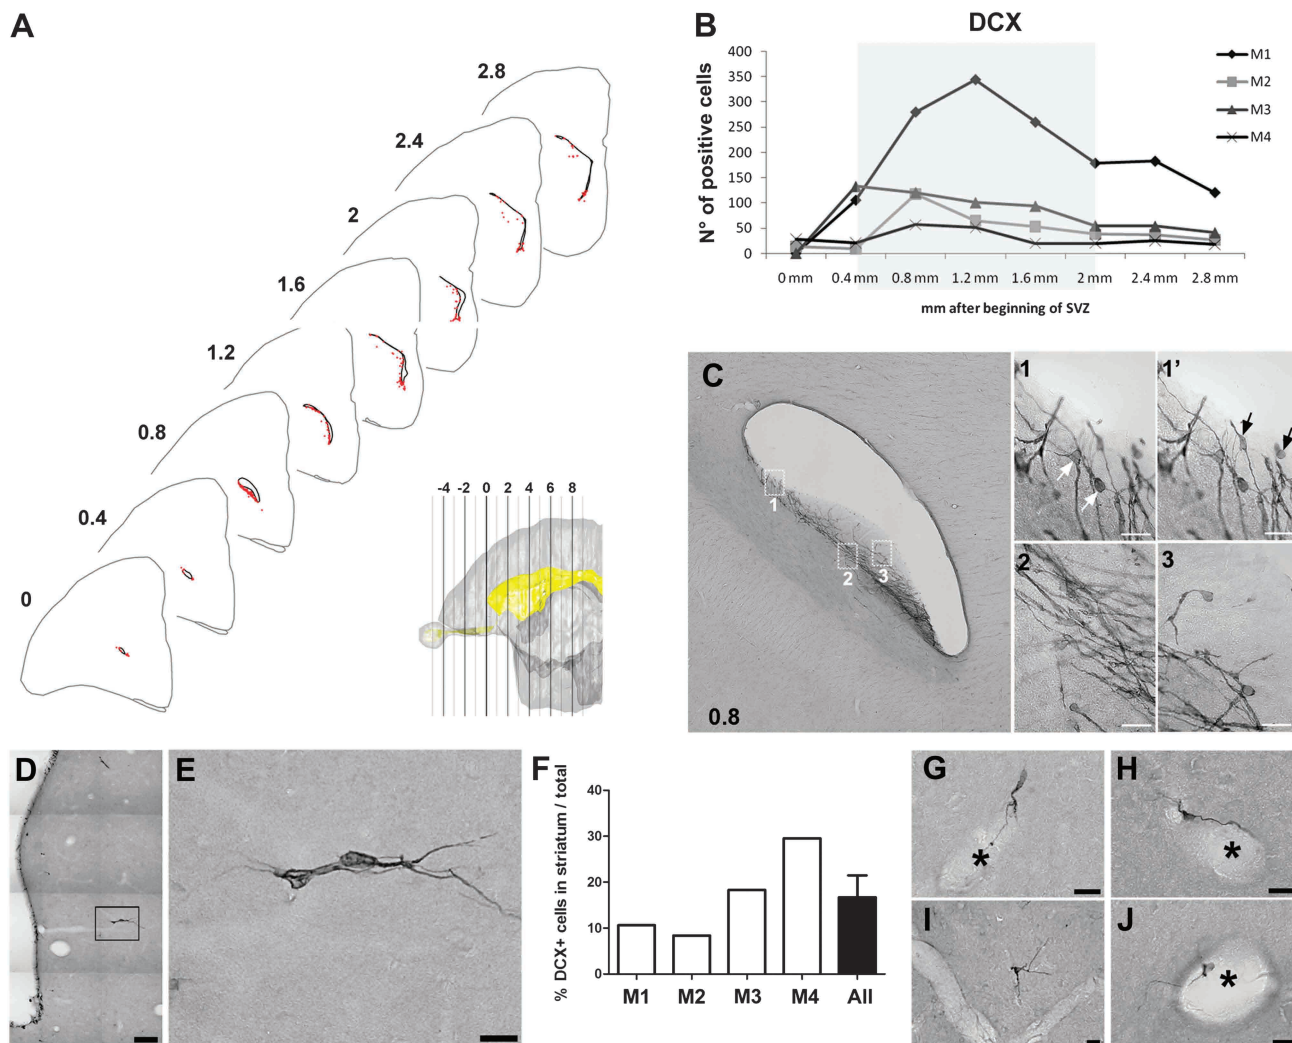 A
2.8
2.4
2
1.6
1.2
0.8
0.4
0
-4 -2 0 2 4 6 8
B
DCX
N° of positive cells
400
350
300
250
200
150
100
50
0
0 mm 0.4 mm 0.8 mm 1.2 mm 1.6 mm 2 mm 2.4 mm 2.8 mm
mm after beginning of SVZ
M1
M2
M3
M4
C
1
2
3
0.8
1
1'
2
3
D
E
F
% DCX+ cells in striatum / total
40
30
20
10
0
M1 M2 M3 M4 All
G
*
H
*
I
J
*